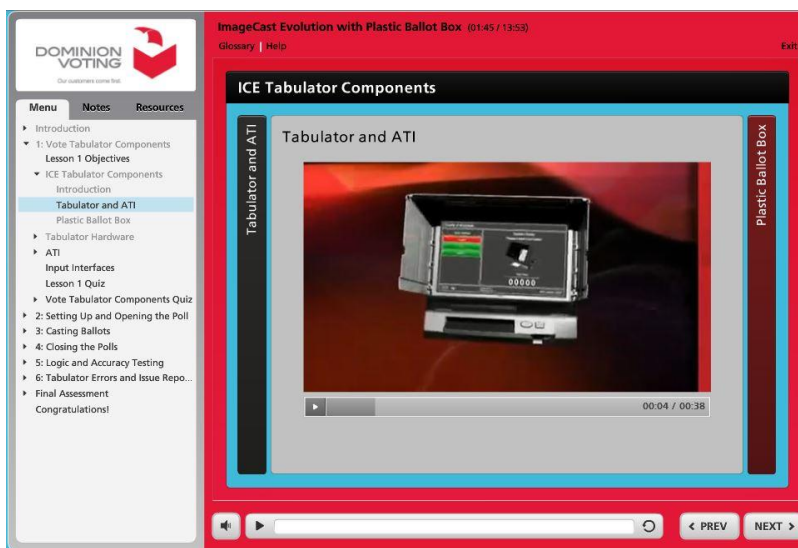 DOMINION
VOTING
Our customers come first.
Menu Notes Resources
Introduction
1: Vote Tabulator Components
Lesson 1 Objectives
ICE Tabulator Components
Introduction
Tabulator and ATI
Plastic Ballot Box
Tabulator Hardware
ATI
Input Interfaces
Lesson 1 Quiz
Vote Tabulator Components Quiz
2: Setting Up and Opening the Poll
3: Casting Ballots
4: Closing the Polls
5: Logic and Accuracy Testing
6: Tabulator Errors and Issue Repo...
Final Assessment
Congratulations!
ImageCast Evolution with Plastic Ballot Box (01:45 / 13:53)
Glossary | Help
Exit
ICE Tabulator Components
Tabulator and ATI
Tabulator and ATI
00000
00:04 / 00:38
Plastic Ballot Box
PREV
NEXT